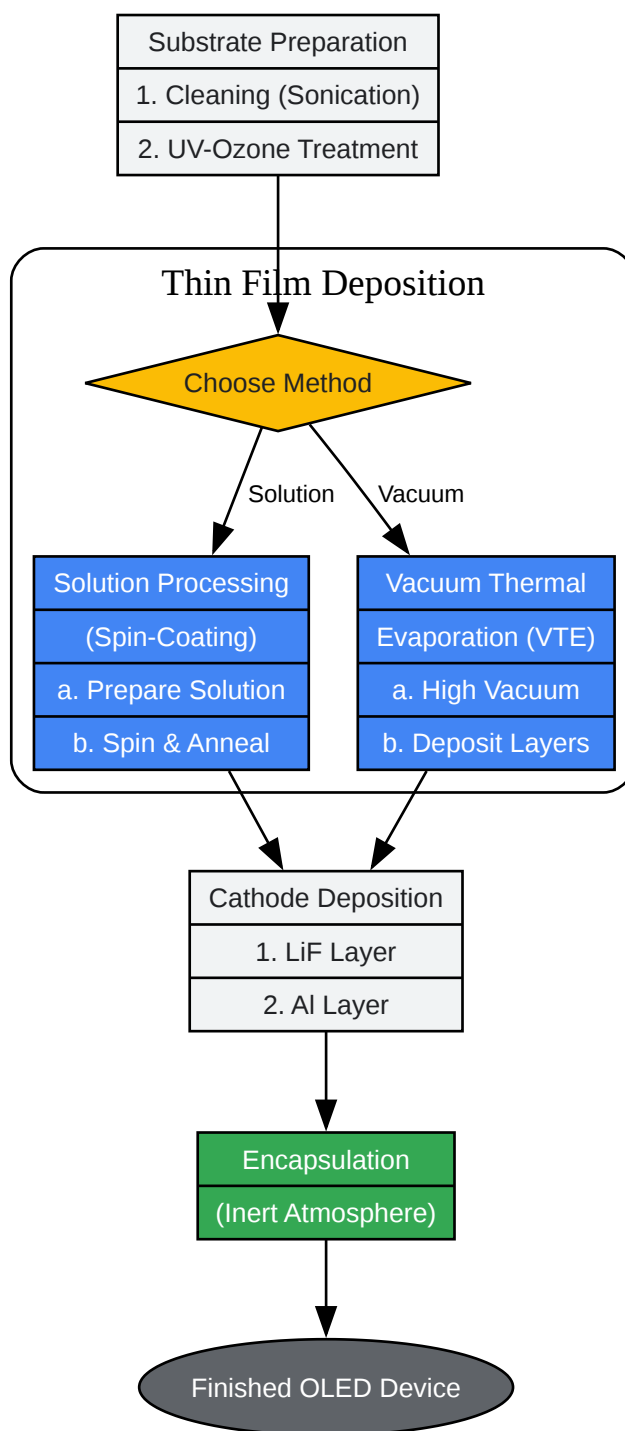 Substrate Preparation
1. Cleaning (Sonication)
2. UV-Ozone Treatment
Thin Film Deposition
Choose Method
Solution
Vacuum
Solution Processing
(Spin-Coating)
a. Prepare Solution
b. Spin & Anneal
Vacuum Thermal
Evaporation (VTE)
a. High Vacuum
b. Deposit Layers
Cathode Deposition
1. LiF Layer
2. Al Layer
Encapsulation
(Inert Atmosphere)
Finished OLED Device